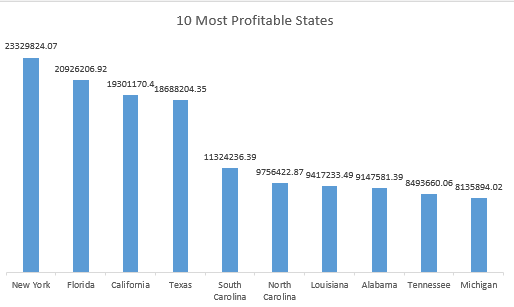 10 Most Profitable States
23329824.07
20926206.92
19301170.4
18688204.35
11324236.39
9756422.87
9417233.49
9147581.39
8493660.06
8135894.02
New York
Florida
California
Texas
South
Carolina
North
Carolina
Louisiana
Alabama
Tennessee
Michigan